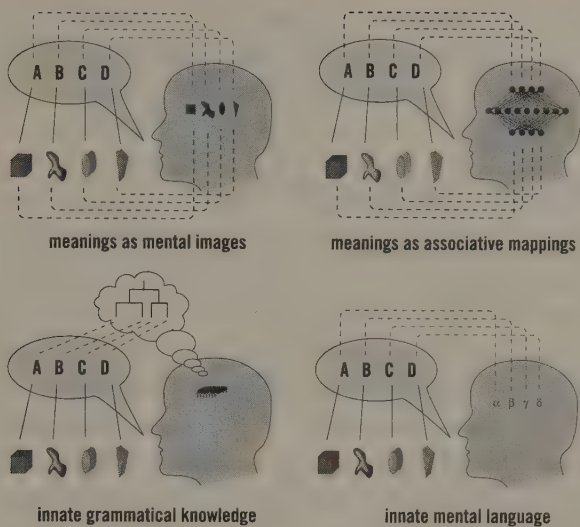 A B C D
A B C D
meanings as mental images
meanings as associative mappings
A B C D
A B C D
α β γ δ
innate grammatical knowledge
innate mental language